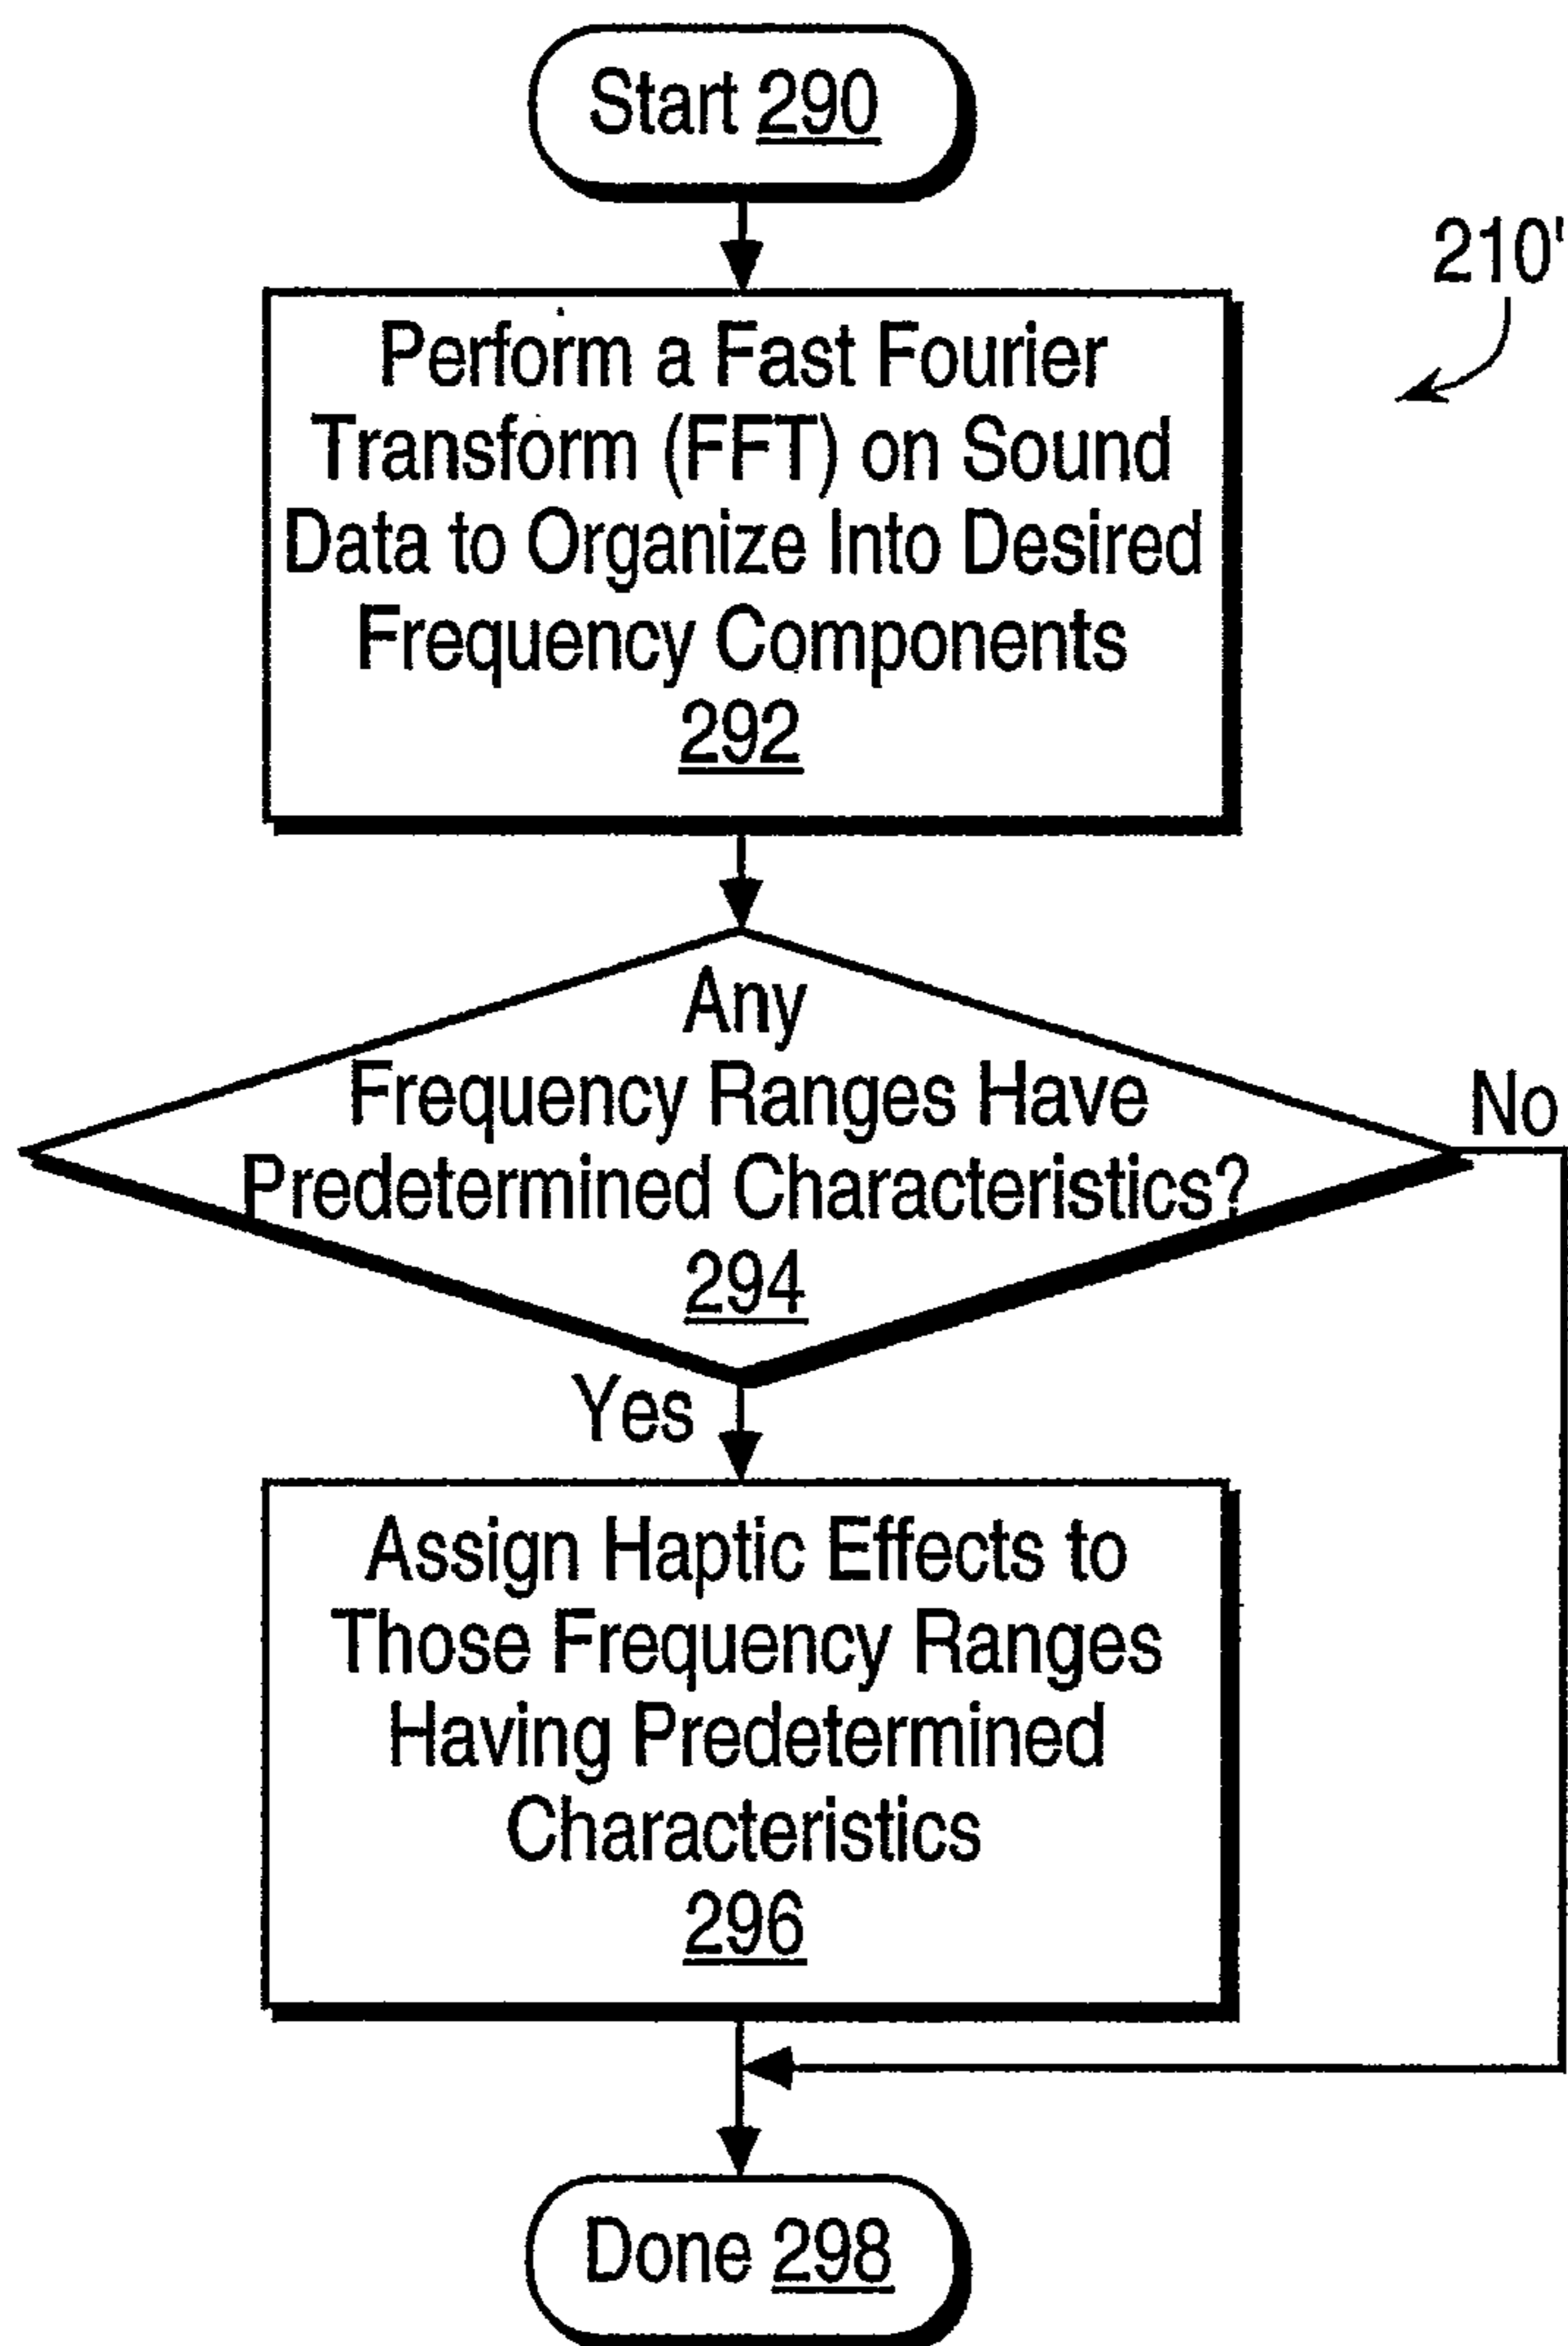 Start 290
210'
Perform a Fast Fourier
Transform (FFT) on Sound
Data to Organize Into Desired
Frequency Components
292
Any
Frequency Ranges Have
Predetermined Characteristics?
294
No
Yes
Assign Haptic Effects to
Those Frequency Ranges
Having Predetermined
Characteristics
296
Done 298